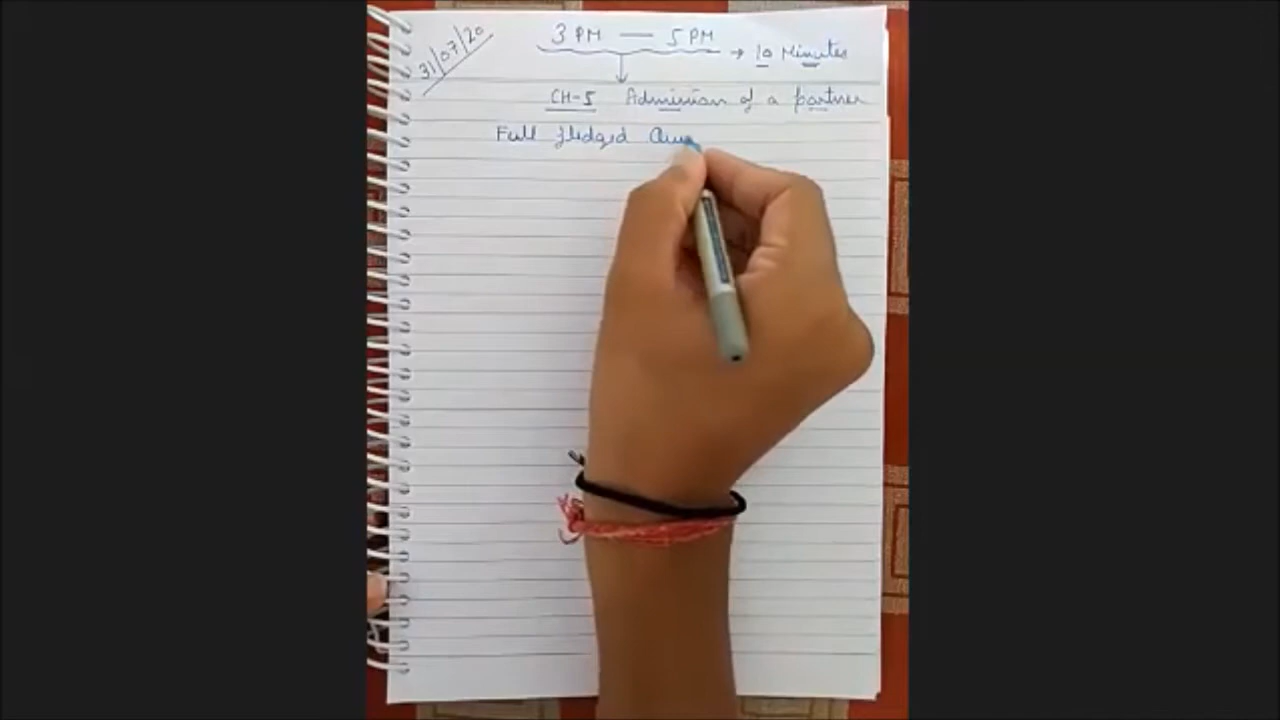 31/07/20
3 PM — 5 PM
→ 10 Minutes
CH-5 Admission of a partner
Full fledged